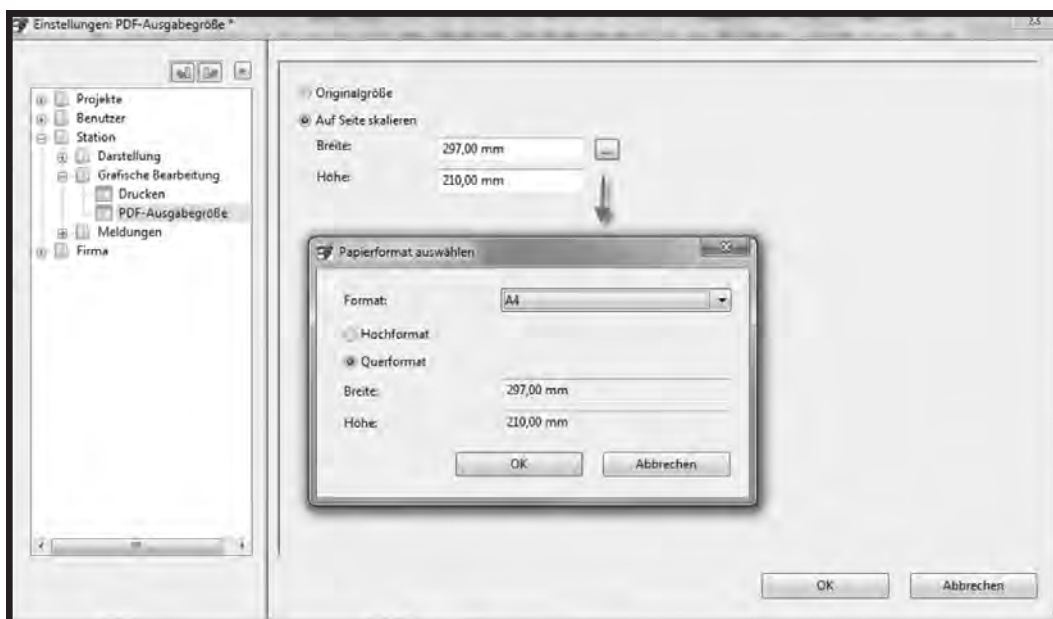 Einstellungen: PDF-Ausgabegröße *
Projekte
Benutzer
Station
Darstellung
Grafische Bearbeitung
Drucken
PDF-Ausgabegröße
Meldungen
Firma
Originalgröße
Auf Seite skalieren
Breite: 297,00 mm ...
Höhe: 210,00 mm
Papierformat auswählen
Format: A4
Hochformat
Querformat
Breite: 297,00 mm
Höhe: 210,00 mm
OK Abbrechen
OK Abbrechen